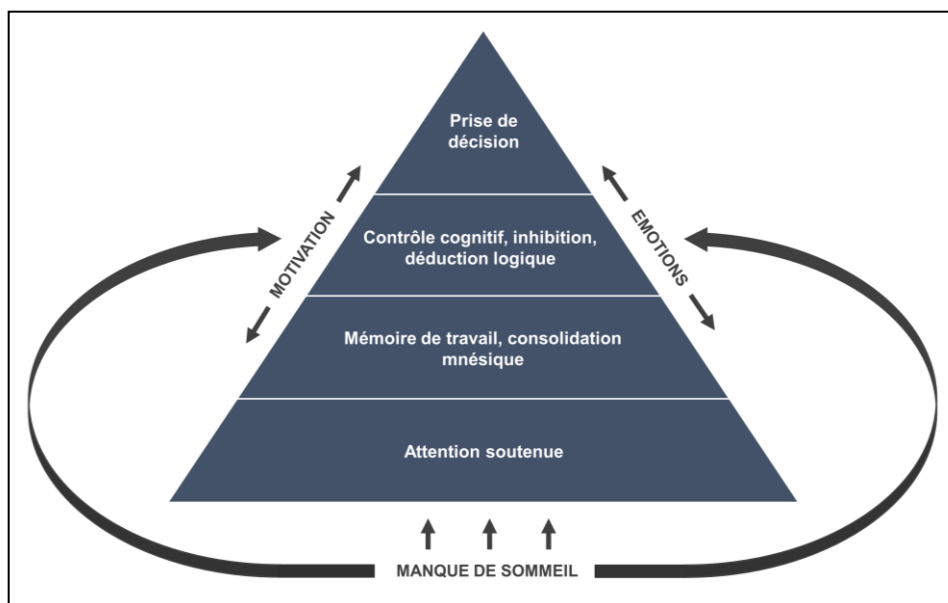 Prise de
décision
MOTIVATION
EMOTIONS
Contrôle cognitif, inhibition,
déduction logique
Mémoire de travail, consolidation
mnésique
Attention soutenue
MANQUE DE SOMMEIL